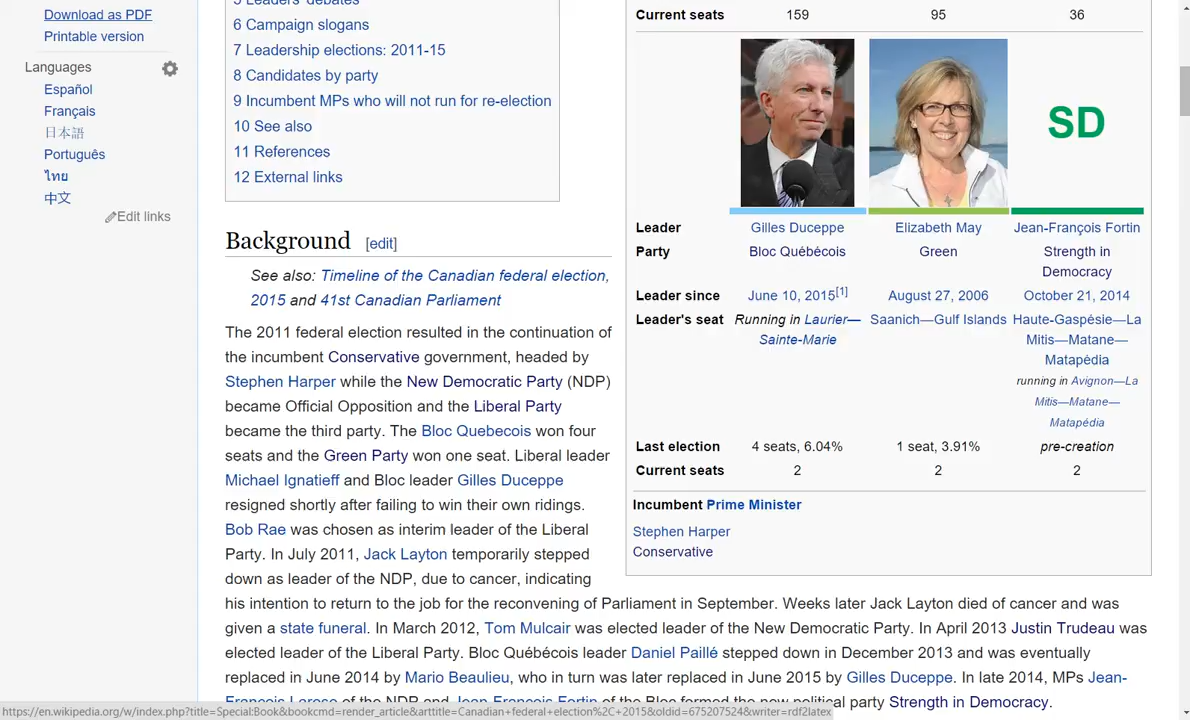 Download as PDF
Printable version
Languages
Español
Français
日本語
Português
ไทย
中文
Edit links
5 Leaders' debates
6 Campaign slogans
7 Leadership elections: 2011-15
8 Candidates by party
9 Incumbent MPs who will not run for re-election
10 See also
11 References
12 External links
Background [edit]
See also: Timeline of the Canadian federal election,
2015 and 41st Canadian Parliament
The 2011 federal election resulted in the continuation of
the incumbent Conservative government, headed by
Stephen Harper while the New Democratic Party (NDP)
became Official Opposition and the Liberal Party
became the third party. The Bloc Quebecois won four
seats and the Green Party won one seat. Liberal leader
Michael Ignatieff and Bloc leader Gilles Duceppe
resigned shortly after failing to win their own ridings.
Bob Rae was chosen as interim leader of the Liberal
Party. In July 2011, Jack Layton temporarily stepped
down as leader of the NDP, due to cancer, indicating
his intention to return to the job for the reconvening of Parliament in September. Weeks later Jack Layton died of cancer and was
given a state funeral. In March 2012, Tom Mulcair was elected leader of the New Democratic Party. In April 2013 Justin Trudeau was
elected leader of the Liberal Party. Bloc Québécois leader Daniel Paillé stepped down in December 2013 and was eventually
replaced in June 2014 by Mario Beaulieu, who in turn was later replaced in June 2015 by Gilles Duceppe. In late 2014, MPs Jean-
François Larose of the NDP and Jean-François Fortin of the Bloc formed the new political party Strength in Democracy.
Current seats 159 95 36
SD
Leader Gilles Duceppe Elizabeth May Jean-François Fortin
Party Bloc Québécois Green Strength in
Democracy
Leader since June 10, 2015[1] August 27, 2006 October 21, 2014
Leader's seat Running in Laurier— Saanich—Gulf Islands Haute-Gaspésie—La
Sainte-Marie Mitis—Matane—
Matapédia
running in Avignon—La
Mitis—Matane—
Matapédia
Last election 4 seats, 6.04% 1 seat, 3.91% pre-creation
Current seats 2 2 2
Incumbent Prime Minister
Stephen Harper
Conservative
https://en.wikipedia.org/w/index.php?title=Special:Book&bookcmd=render_article&arttitle=Canadian+federal+election%2C+2015&oldid=675207524&writer=rdf2latex